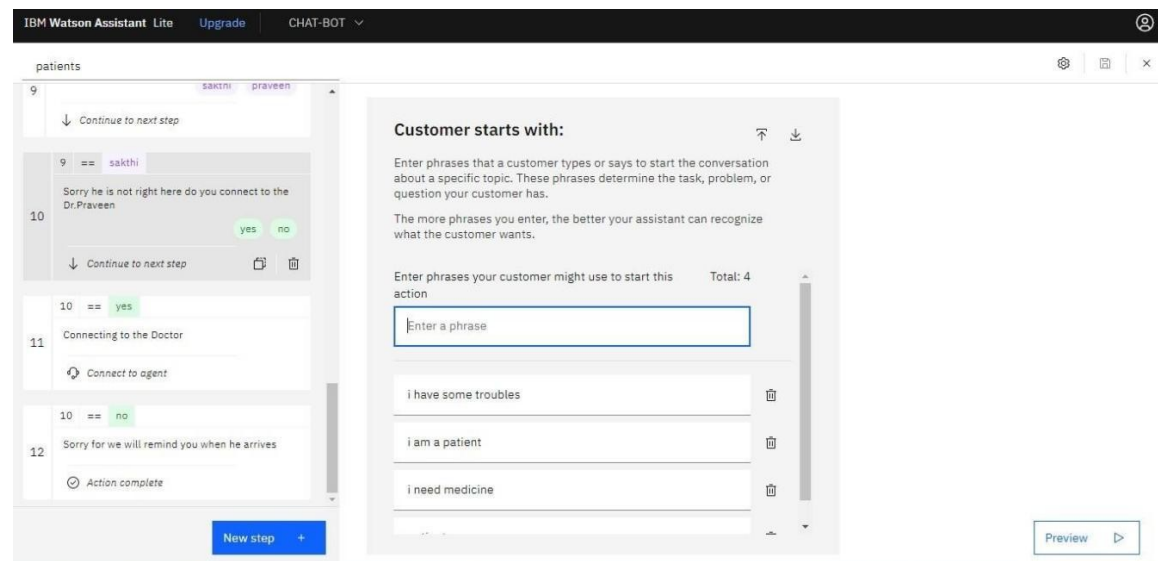 IBM Watson Assistant Lite Upgrade CHAT-BOT
patients
9
sakthi praveen
Continue to next step
9 == sakthi
10
Sorry he is not right here do you connect to the
Dr.Praveen
yes no
Continue to next step
10 == yes
11
Connecting to the Doctor
Connect to agent
10 == no
12
Sorry for we will remind you when he arrives
Action complete
New step +
Customer starts with:
Enter phrases that a customer types or says to start the conversation
about a specific topic. These phrases determine the task, problem, or
question your customer has.
The more phrases you enter, the better your assistant can recognize
what the customer wants.
Enter phrases your customer might use to start this
action
Total: 4
Enter a phrase
i have some troubles
i am a patient
i need medicine
Preview